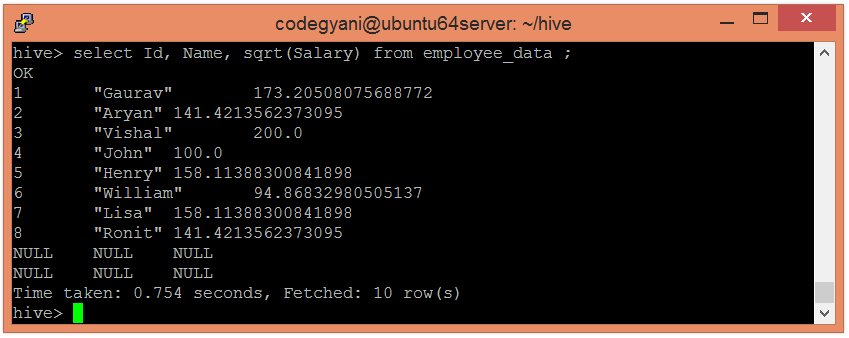 codegyani@ubuntu64server: ~/hive
hive> select Id, Name, sqrt(Salary) from employee_data ;
OK
1 "Gaurav" 173.20508075688772
2 "Aryan" 141.4213562373095
3 "Vishal" 200.0
4 "John" 100.0
5 "Henry" 158.11388300841898
6 "William" 94.86832980505137
7 "Lisa" 158.11388300841898
8 "Ronit" 141.4213562373095
NULL NULL NULL
NULL NULL NULL
Time taken: 0.754 seconds, Fetched: 10 row(s)
hive>